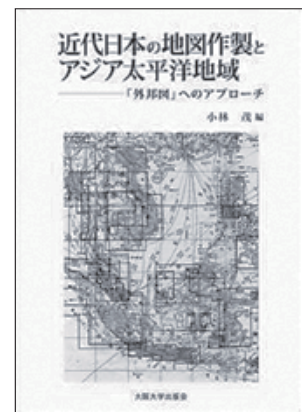 近代日本の地図作製と
アジア太平洋地域
——「外邦図」へのアプローチ
小林 茂 編
大阪大学出版会